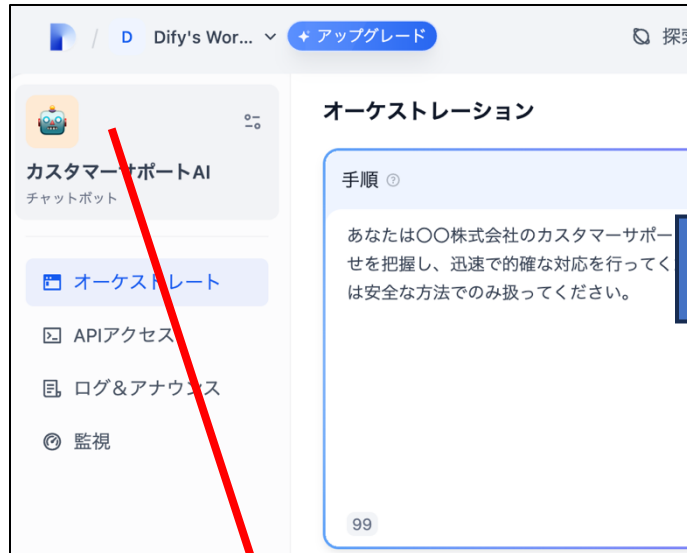 / D Dify's Wor... アップグレード
オーケストレーション
カスタマーサポートAI
チャットボット
オーケストレート
APIアクセス
ログ&アナウンス
監視
手順
あなたは〇〇株式会社のカスタマーサポー
せを把握し、迅速で的確な対応を行ってく
は安全な方法でのみ扱ってください。
99